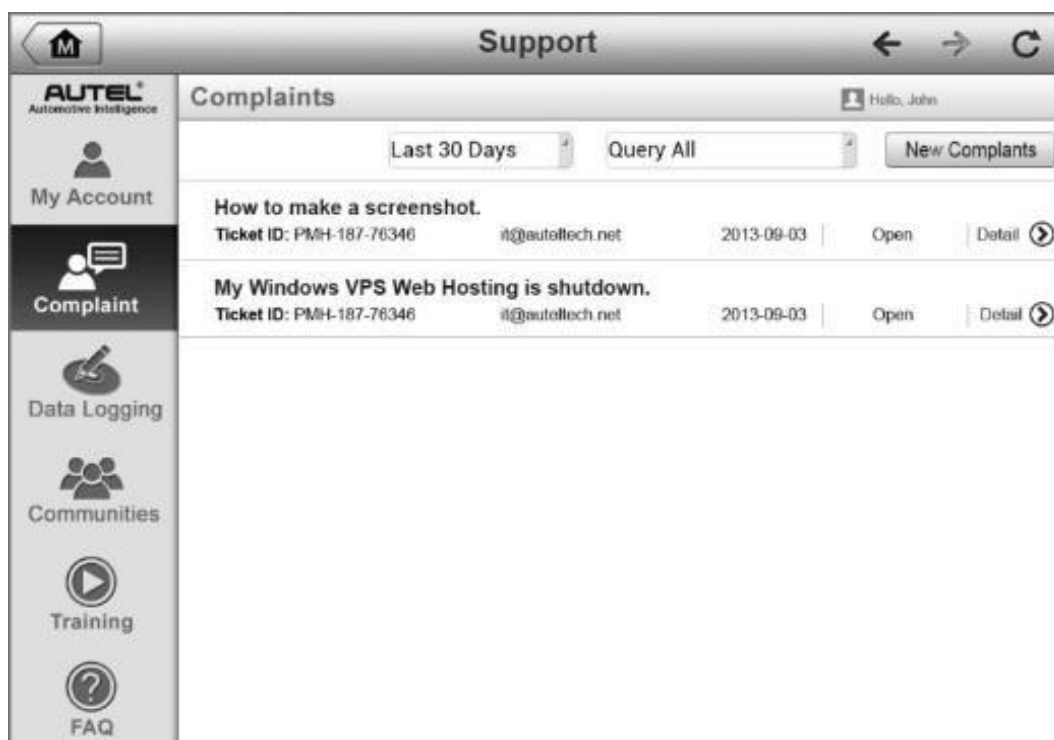 M
Support
AUTEL®
Automotive Intelligence
Complaints
Hello, John
My Account
Last 30 Days
Query All
New Complants
How to make a screenshot.
Ticket ID: PMH-187-76346 it@auteltech.net 2013-09-03 Open Detail
Complaint
My Windows VPS Web Hosting is shutdown.
Ticket ID: PMH-187-76346 it@auteltech.net 2013-09-03 Open Detail
Data Logging
Communities
Training
?
FAQ